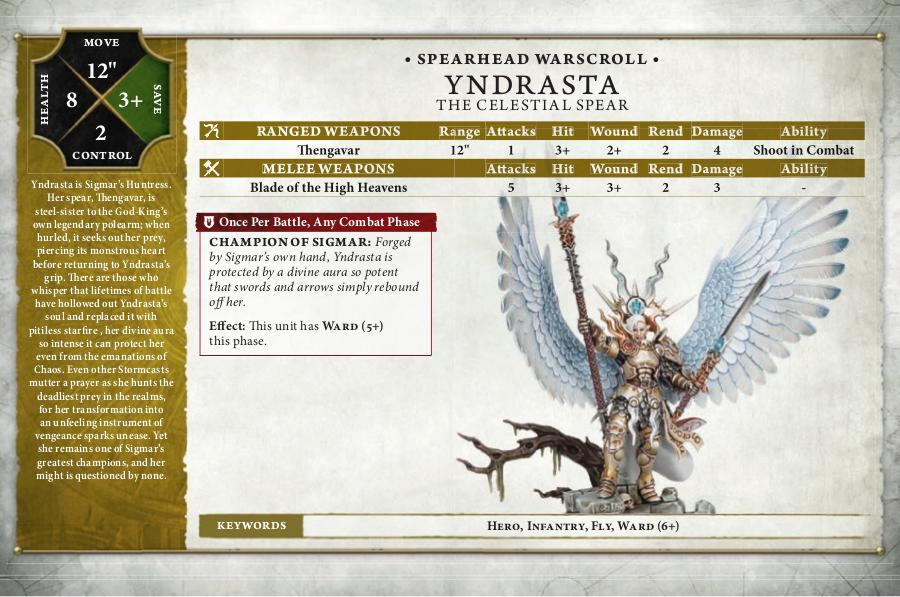 MOVE
12"
HEALTH
8
3+
SAVE
2
CONTROL
Yndrasta is Sigmar's Huntress.
Her spear, Thengavar, is
steel-sister to the God-King's
own legendary polearm; when
hurled, it seeks out her prey,
piercing its monstrous heart
before returning to Yndrasta's
grip. There are those who
whisper that lifetimes of battle
have hollowed out Yndrasta's
soul and replaced it with
pitiless starfire, her divine aura
so intense it can protect her
even from the emanations of
Chaos. Even other Stormcasts
mutter a prayer as she hunts the
deadliest prey in the realms,
for her transformation into
an unfeeling instrument of
vengeance sparks unease. Yet
she remains one of Sigmar's
greatest champions, and her
might is questioned by none.
• SPEARHEAD WARSCROLL •
YNDRASTA
THE CELESTIAL SPEAR
RANGED WEAPONS Range Attacks Hit Wound Rend Damage Ability
Thengavar 12" 1 3+ 2+ 2 4 Shoot in Combat
MELEE WEAPONS Attacks Hit Wound Rend Damage Ability
Blade of the High Heavens 5 3+ 3+ 2 3 -
Once Per Battle, Any Combat Phase
CHAMPION OF SIGMAR: Forged
by Sigmar's own hand, Yndrasta is
protected by a divine aura so potent
that swords and arrows simply rebound
off her.
Effect: This unit has WARD (5+)
this phase.
KEYWORDS
HERO, INFANTRY, FLY, WARD (6+)